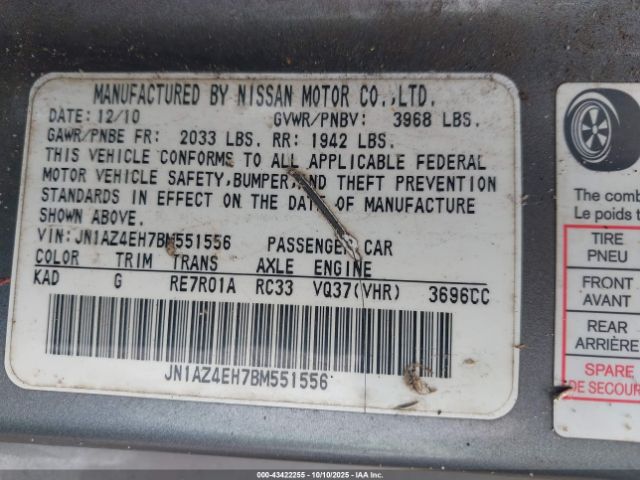 MANUFACTURED BY NISSAN MOTOR CO.,LTD.
DATE: 12/10 GVWR/PNBV: 3968 LBS.
GAWR/PNBE FR: 2033 LBS. RR: 1942 LBS.
THIS VEHICLE CONFORMS TO ALL APPLICABLE FEDERAL
MOTOR VEHICLE SAFETY,BUMPER,AND THEFT PREVENTION
STANDARDS IN EFFECT ON THE DATE OF MANUFACTURE
SHOWN ABOVE.
VIN:JN1AZ4EH7BM551556 PASSENGER CAR
COLOR TRIM TRANS AXLE ENGINE
KAD G RE7R01A RC33 VQ37(VHR) 3696CC
JN1AZ4EH7BM551556
The comb
Le poids t
TIRE
PNEU
FRONT
AVANT
REAR
ARRIÈRE
SPARE
DE SECOURS
000-43422255 - 10/10/2025 - IAA Inc.